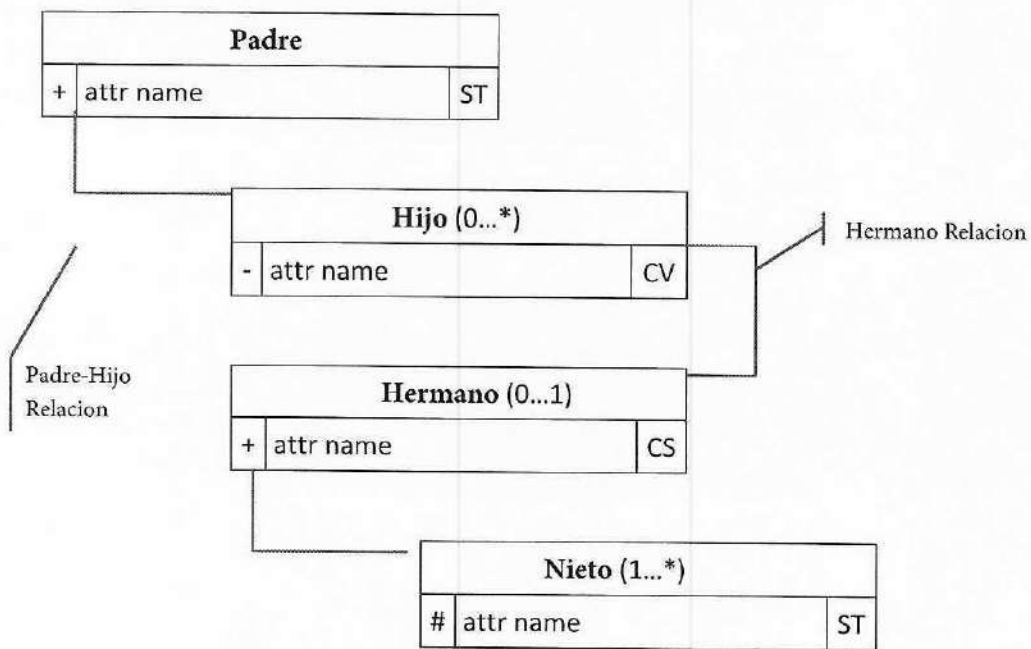 Padre
+ attr name ST
Hijo (0...*)
- attr name CV
Hermano Relacion
Padre-Hijo
Relacion
Hermano (0...1)
+ attr name CS
Nieto (1...*)
# attr name ST